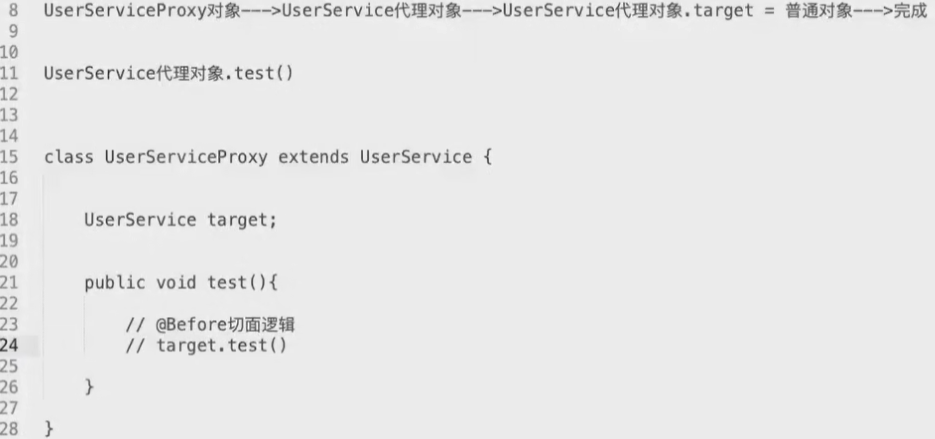 8 UserServiceProxy对象--->UserService代理对象--->UserService代理对象.target = 普通对象--->完成
9
10
11 UserService代理对象.test()
12
13
14
15 class UserServiceProxy extends UserService {
16
17
18     UserService target;
19
20
21     public void test(){
22
23         // @Before切面逻辑
24         // target.test()
25
26     }
27
28 }